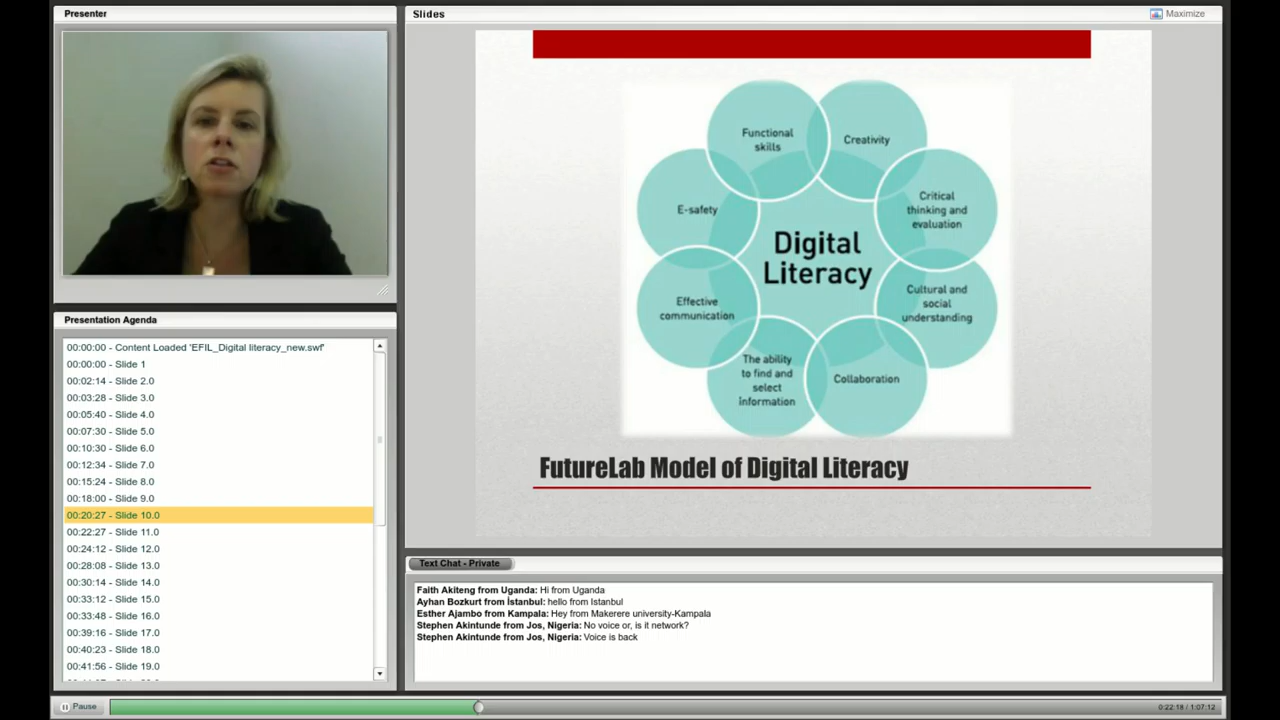 Presenter
Slides
Maximize
Functional
skills
Creativity
E-safety
Critical
thinking and
evaluation
Digital
Literacy
Effective
communication
Cultural and
social
understanding
The ability
to find and
select
information
Collaboration
FutureLab Model of Digital Literacy
Presentation Agenda
00:00:00 - Content Loaded 'EFIL_Digital literacy_new.swf'
00:00:00 - Slide 1
00:02:14 - Slide 2.0
00:03:28 - Slide 3.0
00:05:40 - Slide 4.0
00:07:30 - Slide 5.0
00:10:30 - Slide 6.0
00:12:34 - Slide 7.0
00:15:24 - Slide 8.0
00:18:00 - Slide 9.0
00:20:27 - Slide 10.0
00:22:27 - Slide 11.0
00:24:12 - Slide 12.0
00:28:08 - Slide 13.0
00:30:14 - Slide 14.0
00:33:12 - Slide 15.0
00:33:48 - Slide 16.0
00:39:16 - Slide 17.0
00:40:23 - Slide 18.0
00:41:56 - Slide 19.0
Text Chat - Private
Faith Akiteng from Uganda: Hi from Uganda
Ayhan Bozkurt from İstanbul: hello from Istanbul
Esther Ajambo from Kampala: Hey from Makerere university-Kampala
Stephen Akintunde from Jos, Nigeria: No voice or, is it network?
Stephen Akintunde from Jos, Nigeria: Voice is back
Pause
0:22:18 / 1:07:12